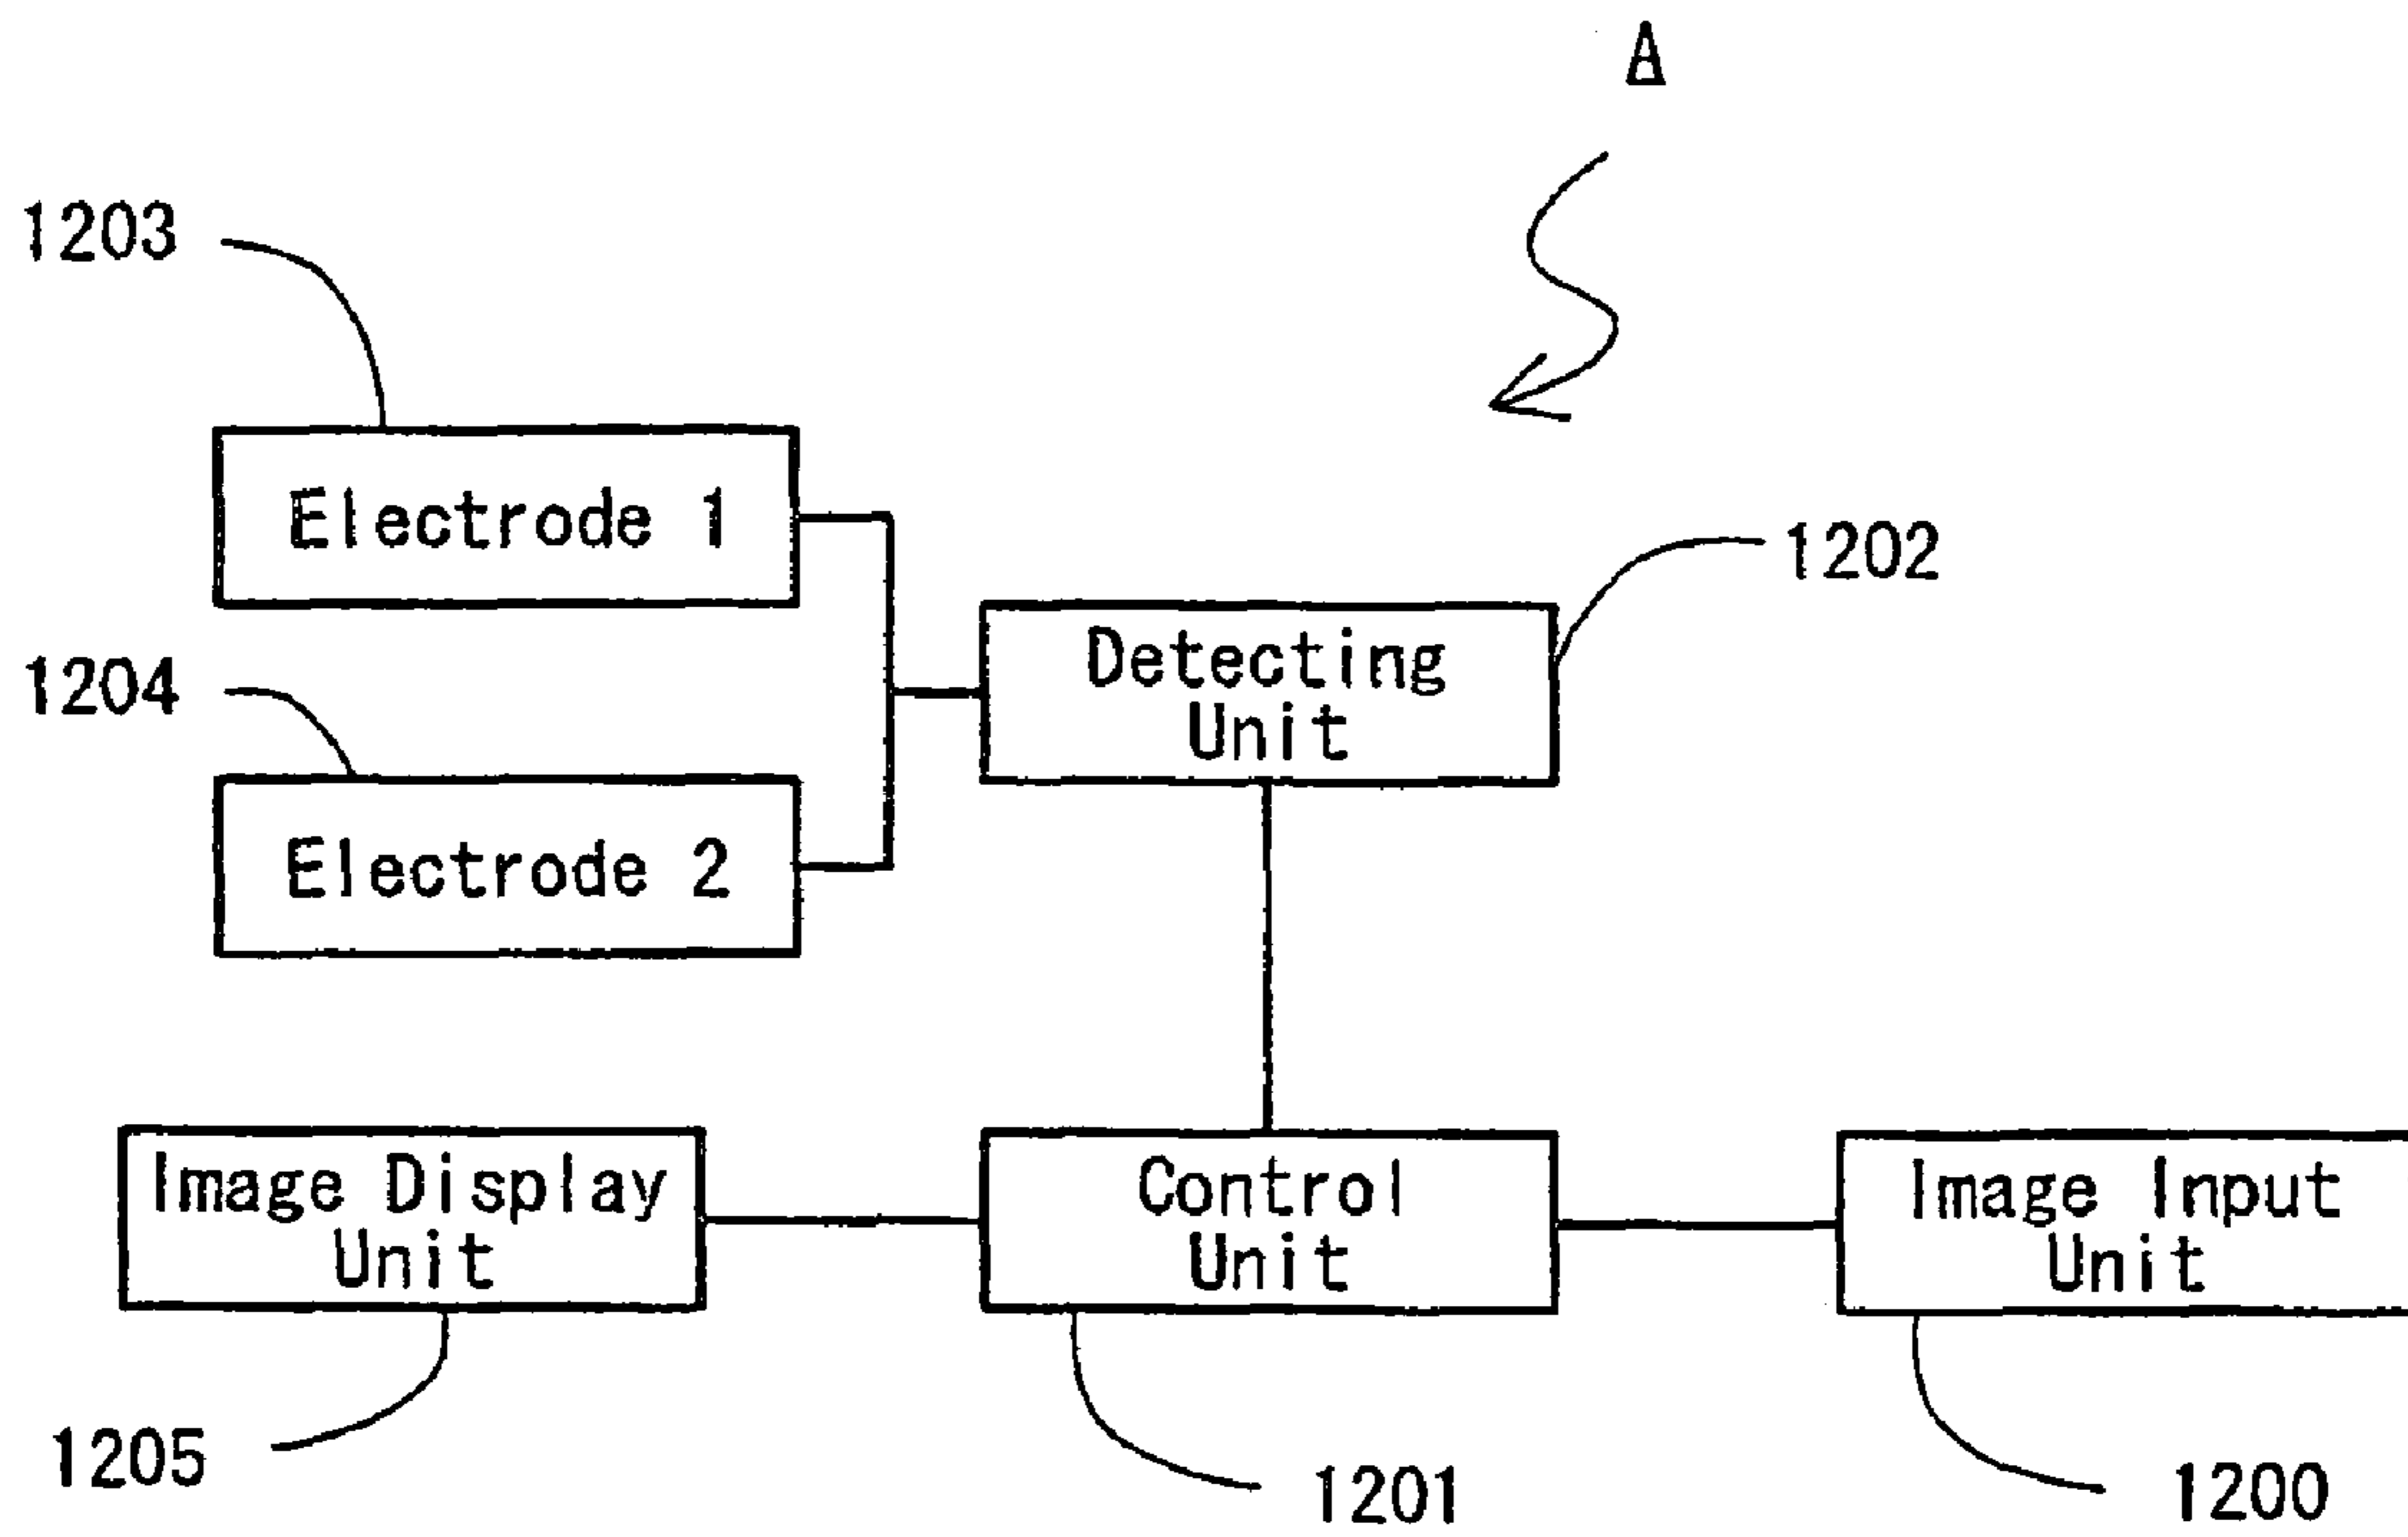 A
1203
Electrode 1
1202
Detecting
Unit
1204
Electrode 2
Image Display
Unit
Control
Unit
Image Input
Unit
1205
1201
1200